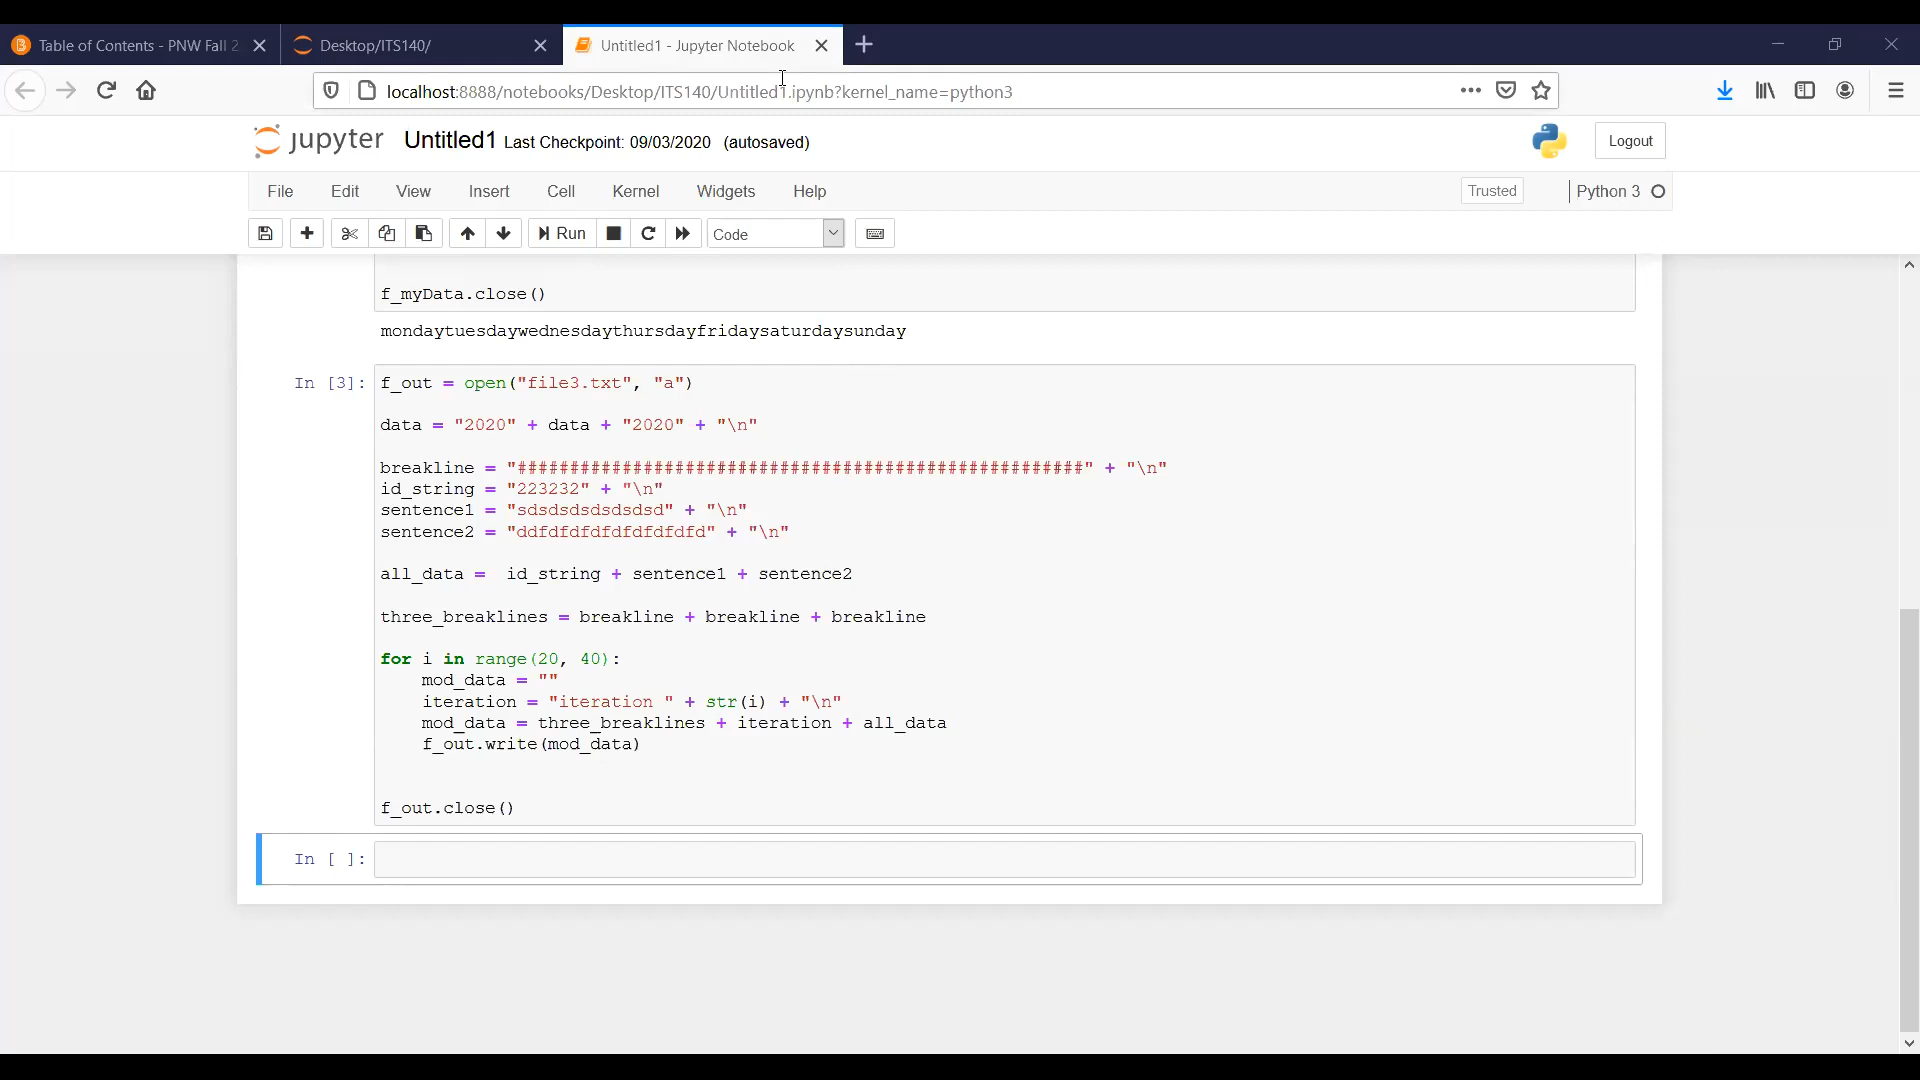 Table of Contents - PNW Fall 2
Desktop/ITS140/
Untitled1 - Jupyter Notebook
localhost:8888/notebooks/Desktop/ITS140/Untitled1.ipynb?kernel_name=python3
jupyter Untitled1 Last Checkpoint: 09/03/2020 (autosaved)
Logout
File Edit View Insert Cell Kernel Widgets Help
Trusted
Python 3
Run
Code
f_myData.close()
mondaytuesdaywednesdaythursdayfridaysaturdaysunday
In [3]: f_out = open("file3.txt", "a")
data = "2020" + data + "2020" + "\n"
breakline = "######################################################" + "\n"
id_string = "223232" + "\n"
sentence1 = "sdsdsdsdsdsdsd" + "\n"
sentence2 = "ddfdfdfdfdfdfdfdfd" + "\n"
all_data =  id_string + sentence1 + sentence2
three_breaklines = breakline + breakline + breakline
for i in range(20, 40):
    mod_data = ""
    iteration = "iteration " + str(i) + "\n"
    mod_data = three_breaklines + iteration + all_data
    f_out.write(mod_data)
f_out.close()
In [ ]: